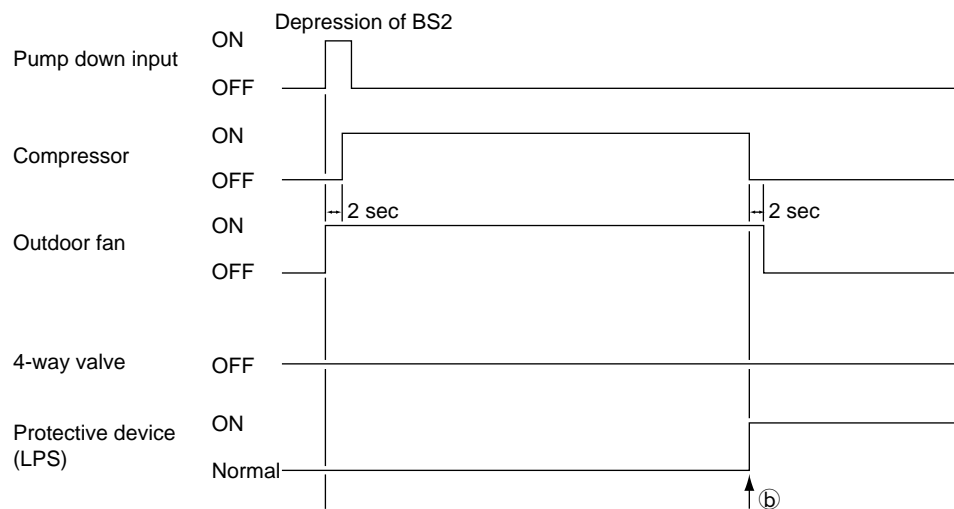 Depression of BS2
Pump down input
ON
OFF
Compressor
ON
OFF
2 sec
2 sec
Outdoor fan
ON
OFF
4-way valve
OFF
Protective device
(LPS)
ON
Normal
ⓑ